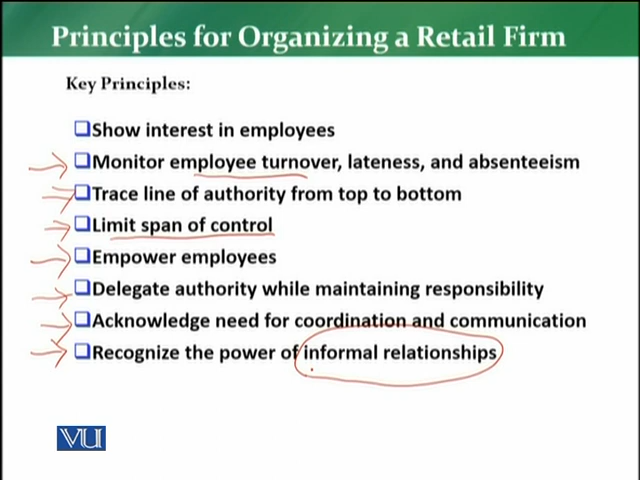 Principles for Organizing a Retail Firm
Key Principles:
Show interest in employees
Monitor employee turnover, lateness, and absenteeism
Trace line of authority from top to bottom
Limit span of control
Empower employees
Delegate authority while maintaining responsibility
Acknowledge need for coordination and communication
Recognize the power of informal relationships
VU